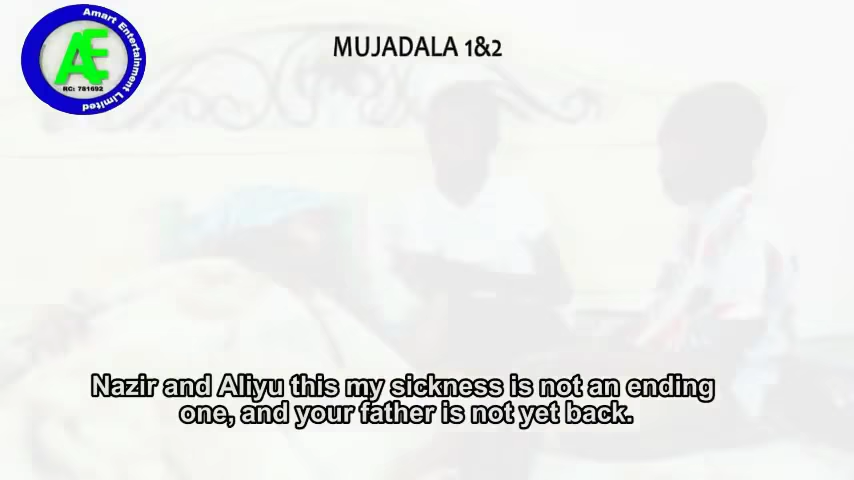 Amart Entertainment Limited
AE
RC: 781692
MUJADALA 1&2
Nazir and Aliyu this my sickness is not an ending
one, and your father is not yet back.